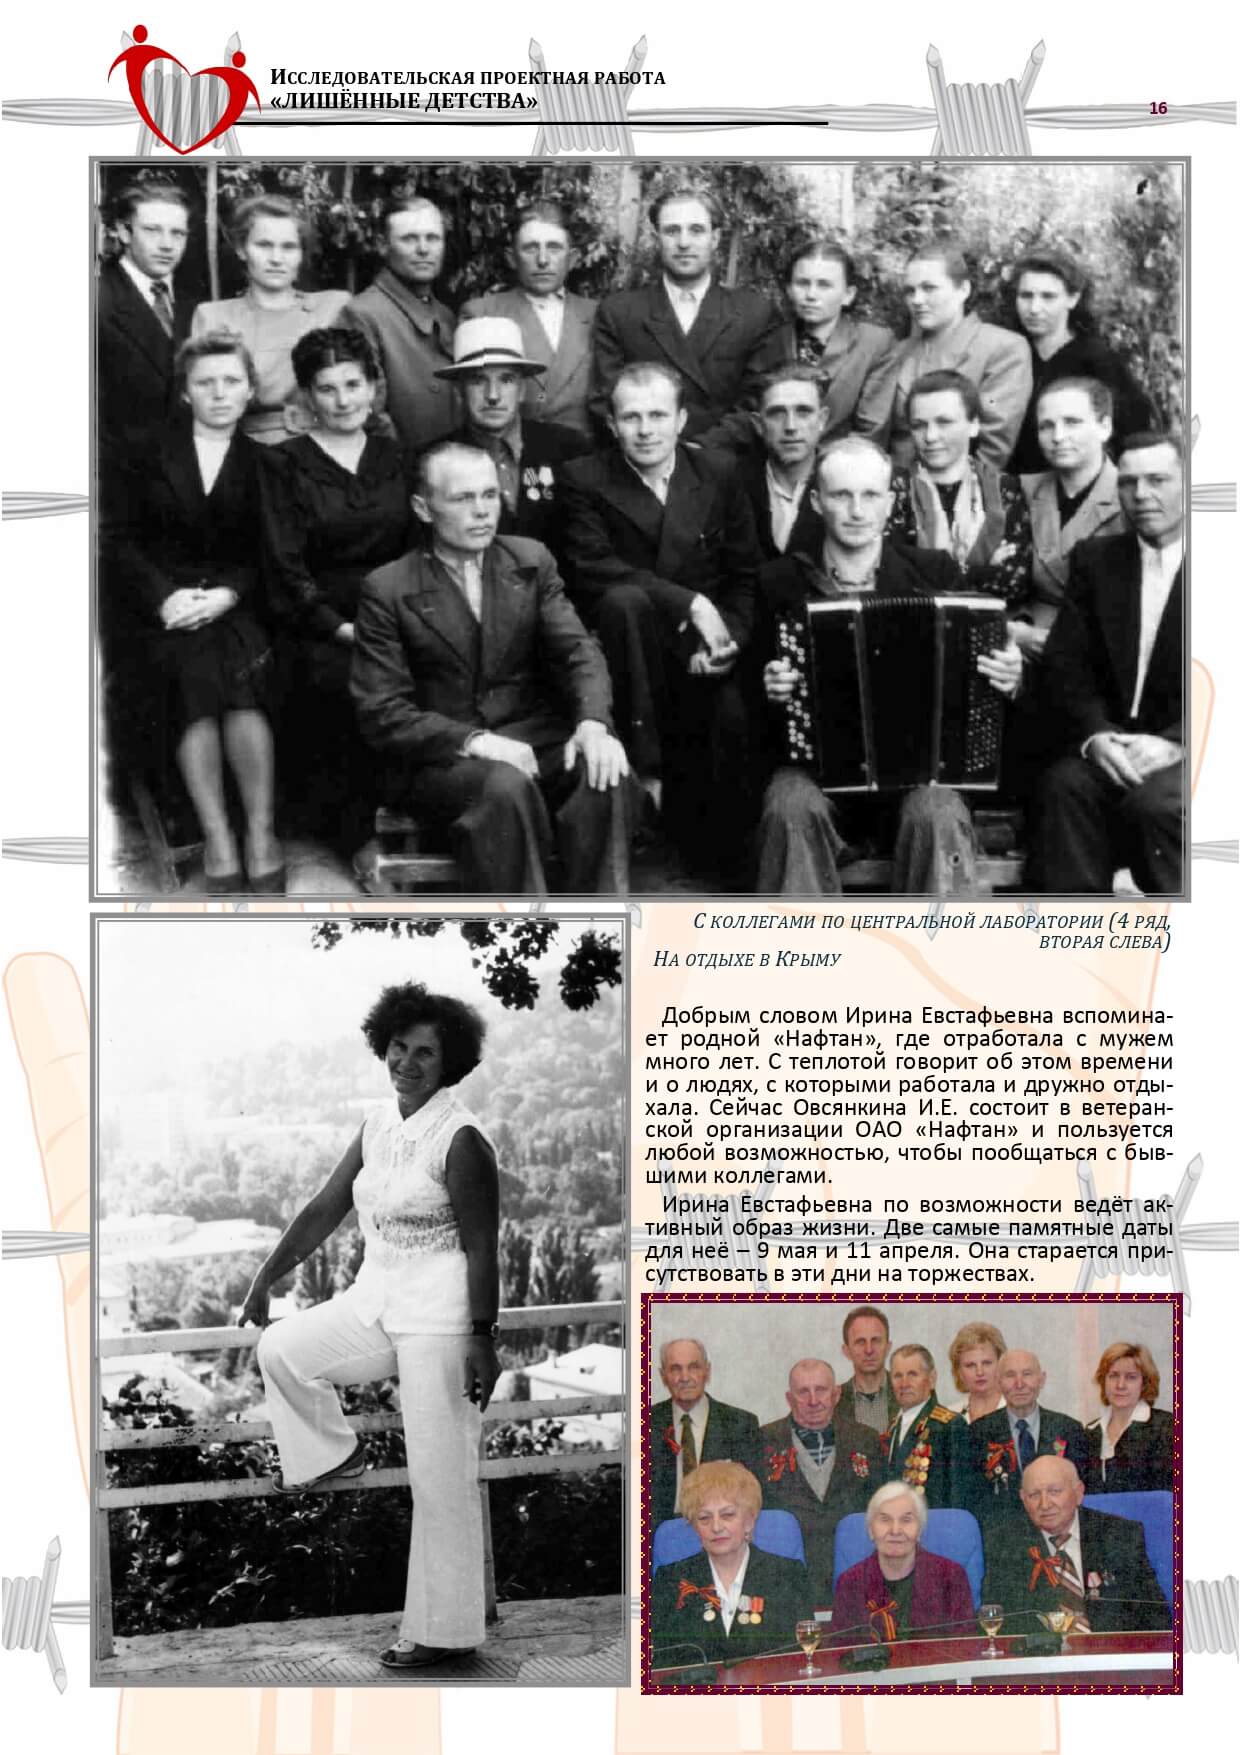 ИССЛЕДОВАТЕЛЬСКАЯ ПРОЕКТНАЯ РАБОТА
«ЛИШЁННЫЕ ДЕТСТВА»
16
С КОЛЛЕГАМИ ПО ЦЕНТРАЛЬНОЙ ЛАБОРАТОРИИ (4 РЯД,
ВТОРАЯ СЛЕВА)
НА ОТДЫХЕ В КРЫМУ
Добрым словом Ирина Евстафьевна вспомина-
ет родной «Нафтан», где отработала с мужем
много лет. С теплотой говорит об этом времени
и о людях, с которыми работала и дружно отды-
хала. Сейчас Овсянкина И.Е. состоит в ветеран-
ской организации ОАО «Нафтан» и пользуется
любой возможностью, чтобы пообщаться с быв-
шими коллегами.
Ирина Евстафьевна по возможности ведёт ак-
тивный образ жизни. Две самые памятные даты
для неё – 9 мая и 11 апреля. Она старается при-
сутствовать в эти дни на торжествах.